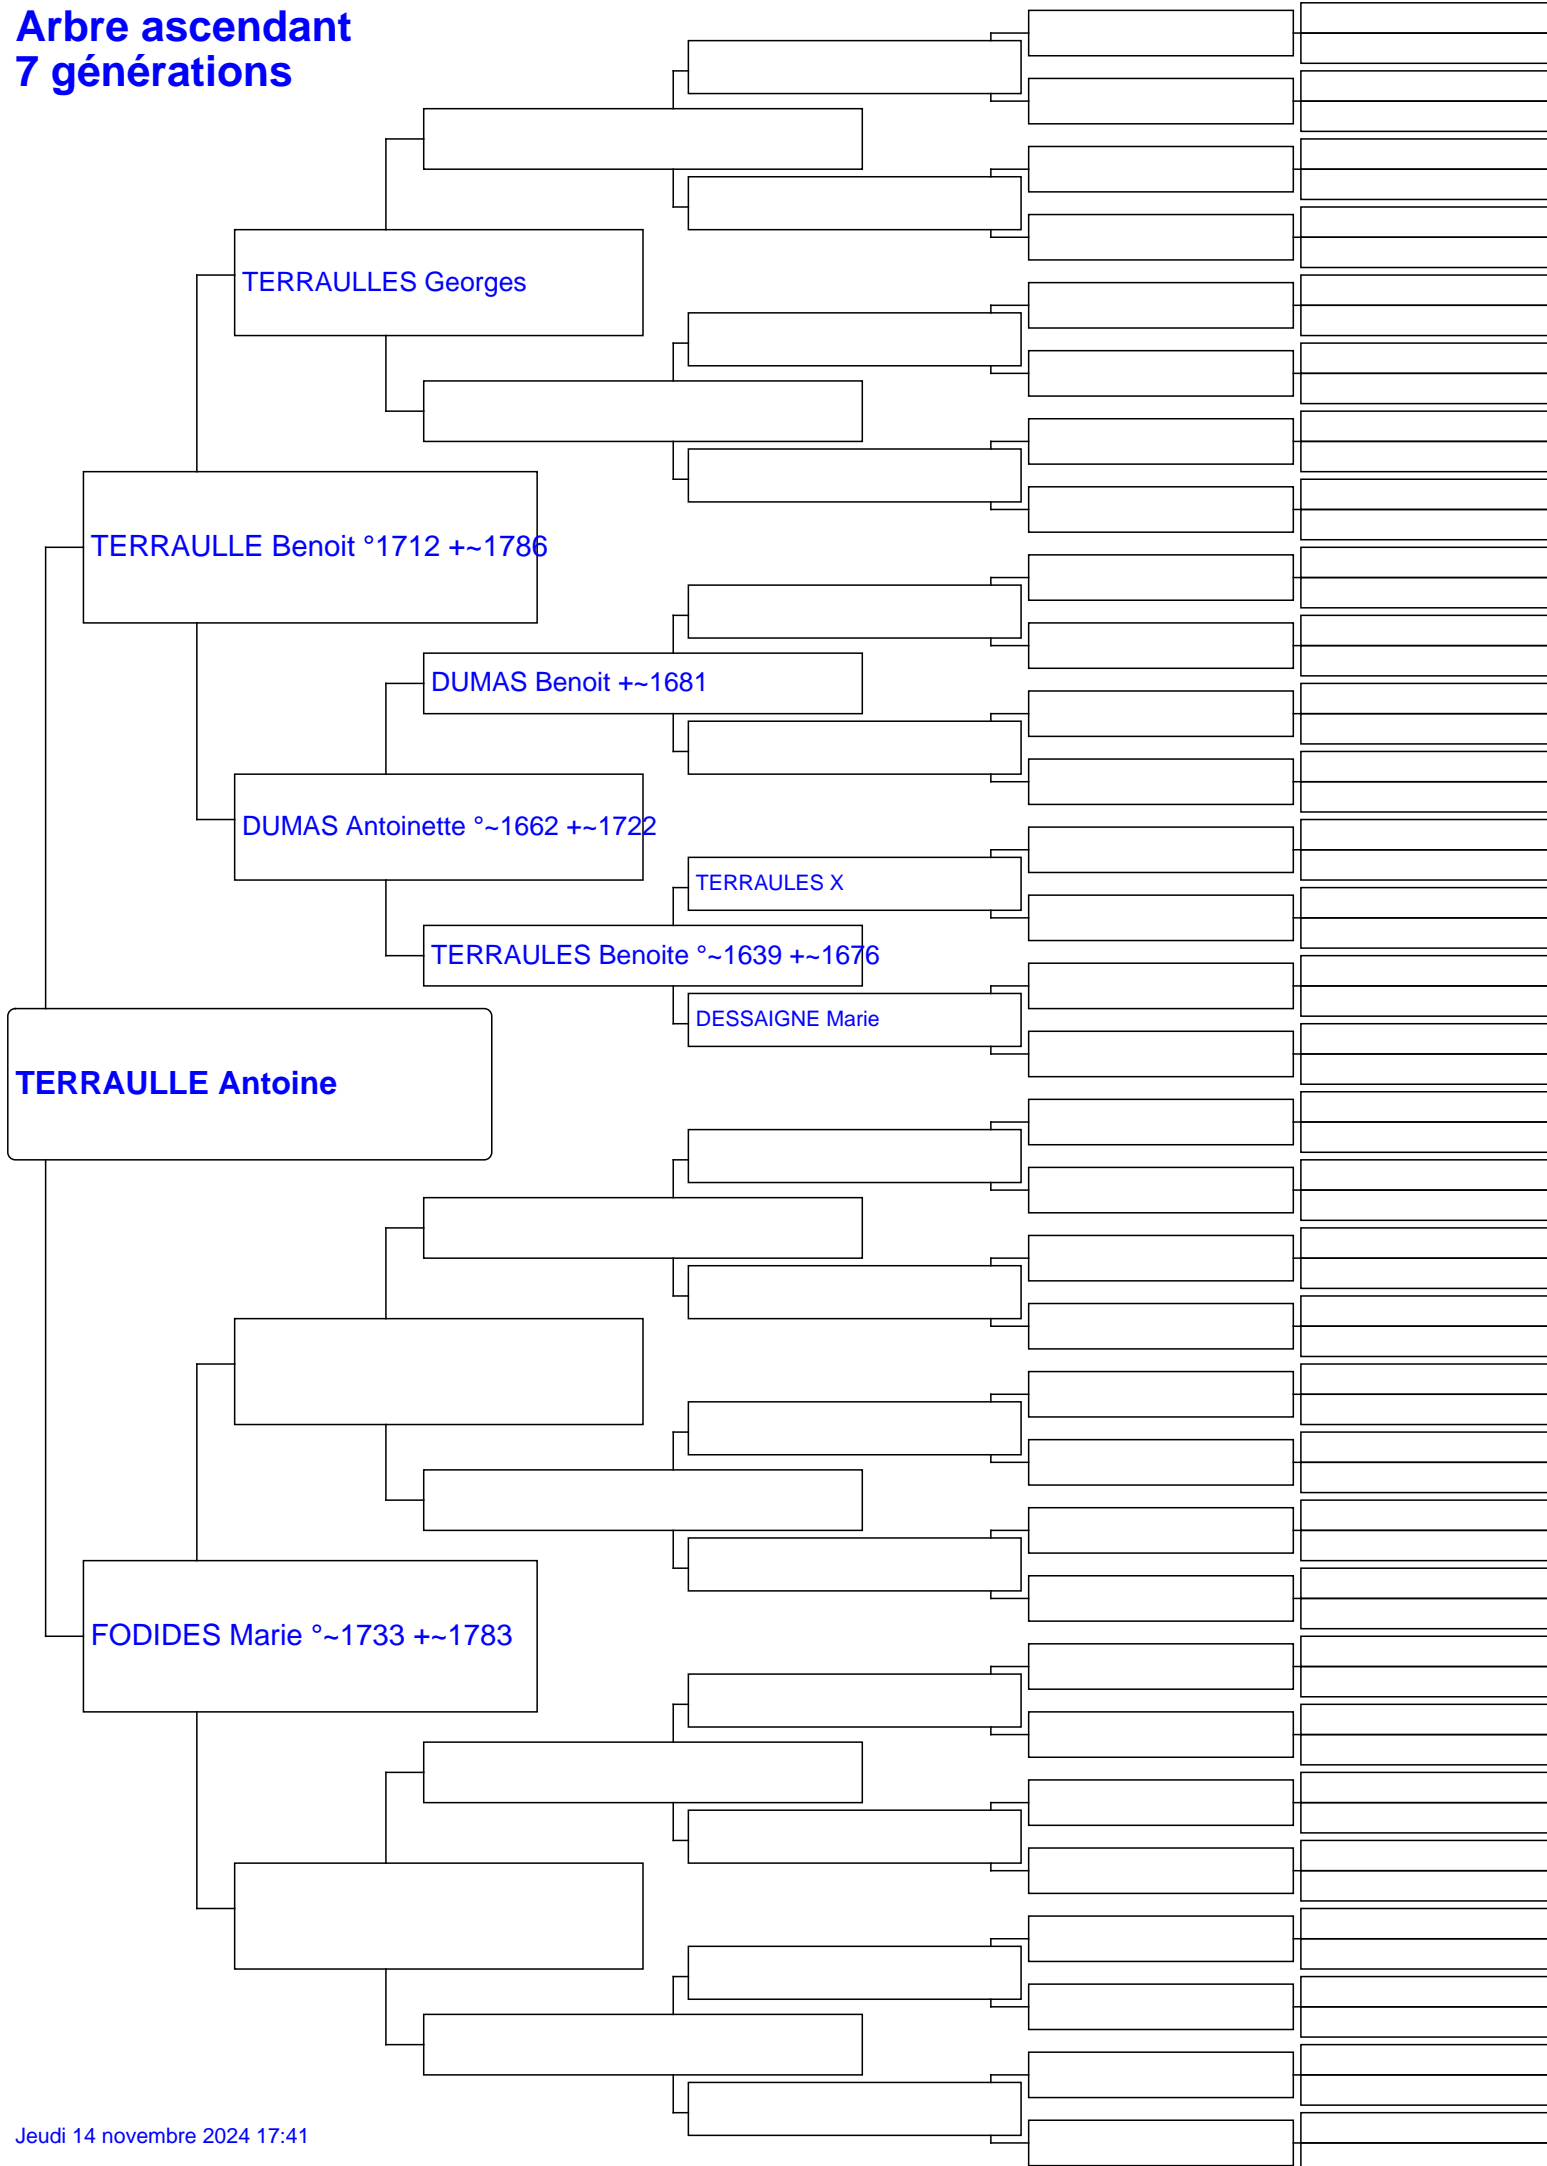 Arbre ascendant
7 générations
TERRAULLES Georges
TERRAULLE Benoit °1712 +~1786
DUMAS Benoit +~1681
DUMAS Antoinette °~1662 +~1722
TERRAULES X
TERRAULES Benoite °~1639 +~1676
DESSAIGNE Marie
TERRAULLE Antoine
FODIDES Marie °~1733 +~1783
Jeudi 14 novembre 2024 17:41